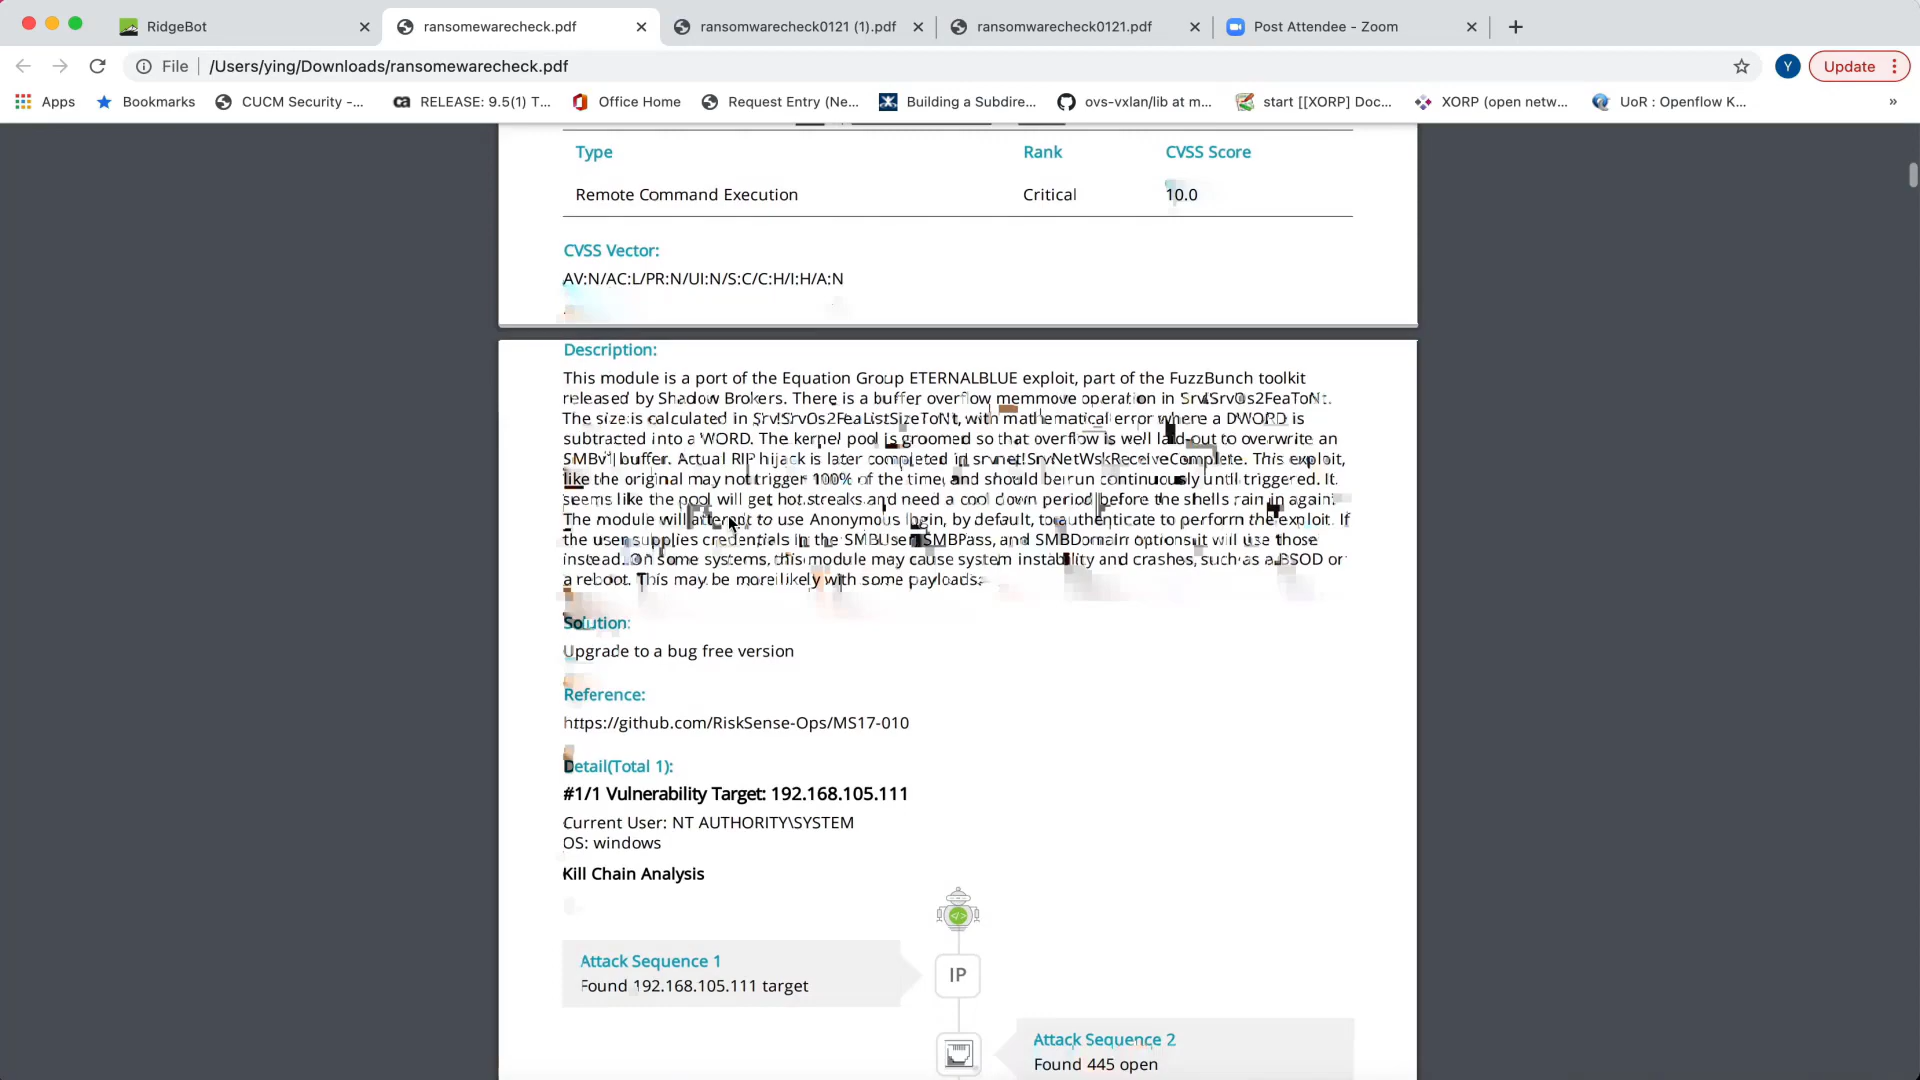 RidgeBot
ransomewarecheck.pdf
ransomwarecheck0121 (1).pdf
ransomwarecheck0121.pdf
Post Attendee - Zoom
File
/Users/ying/Downloads/ransomewarecheck.pdf
Y
Update
Apps
Bookmarks
CUCM Security -...
RELEASE: 9.5(1) T...
Office Home
Request Entry (Ne...
Building a Subdire...
ovs-vxlan/lib at m...
start [[XORP] Doc...
XORP (open netw...
UoR : Openflow K...
»
Type Rank CVSS Score
Remote Command Execution Critical 10.0
CVSS Vector:
AV:N/AC:L/PR:N/UI:N/S:C/C:H/I:H/A:N
Description:
This module is a port of the Equation Group ETERNALBLUE exploit, part of the FuzzBunch toolkit
released by Shadow Brokers. There is a buffer overflow memmove operation in Srv!SrvOs2FeaToNt.
The size is calculated in Srv!SrvOs2FeaListSizeToNt, with mathematical error where a DWORD is
subtracted into a WORD. The kernel pool is groomed so that overflow is well laid-out to overwrite an
SMBv1 buffer. Actual RIP hijack is later completed in srvnet!SrvNetWskReceiveComplete. This exploit,
like the original may not trigger 100% of the time, and should be run continuously until triggered. It
seems like the pool will get hot streaks and need a cool down period before the shells rain in again.
The module will attempt to use Anonymous login, by default, to authenticate to perform the exploit. If
the user supplies credentials in the SMBUser, SMBPass, and SMBDomain options it will use those
instead. On some systems, this module may cause system instability and crashes, such as a BSOD or
a reboot. This may be more likely with some payloads.
Solution:
Upgrade to a bug free version
Reference:
https://github.com/RiskSense-Ops/MS17-010
Detail(Total 1):
#1/1 Vulnerability Target: 192.168.105.111
Current User: NT AUTHORITY\SYSTEM
OS: windows
Kill Chain Analysis
Attack Sequence 1
Found 192.168.105.111 target
IP
Attack Sequence 2
Found 445 open